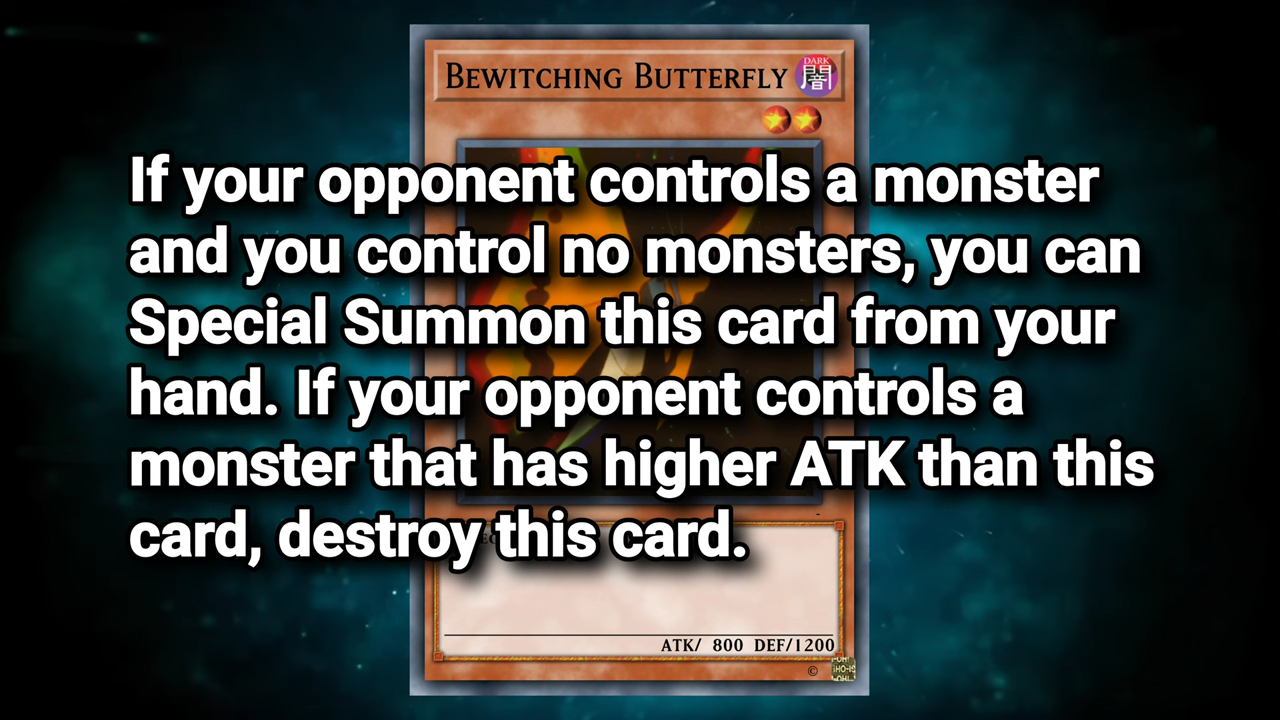 BEWITCHING BUTTERFLY
DARK
闇
If your opponent controls a monster
and you control no monsters, you can
Special Summon this card from your
hand. If your opponent controls a
monster that has higher ATK than this
card, destroy this card.
ATK/ 800 DEF/1200
©